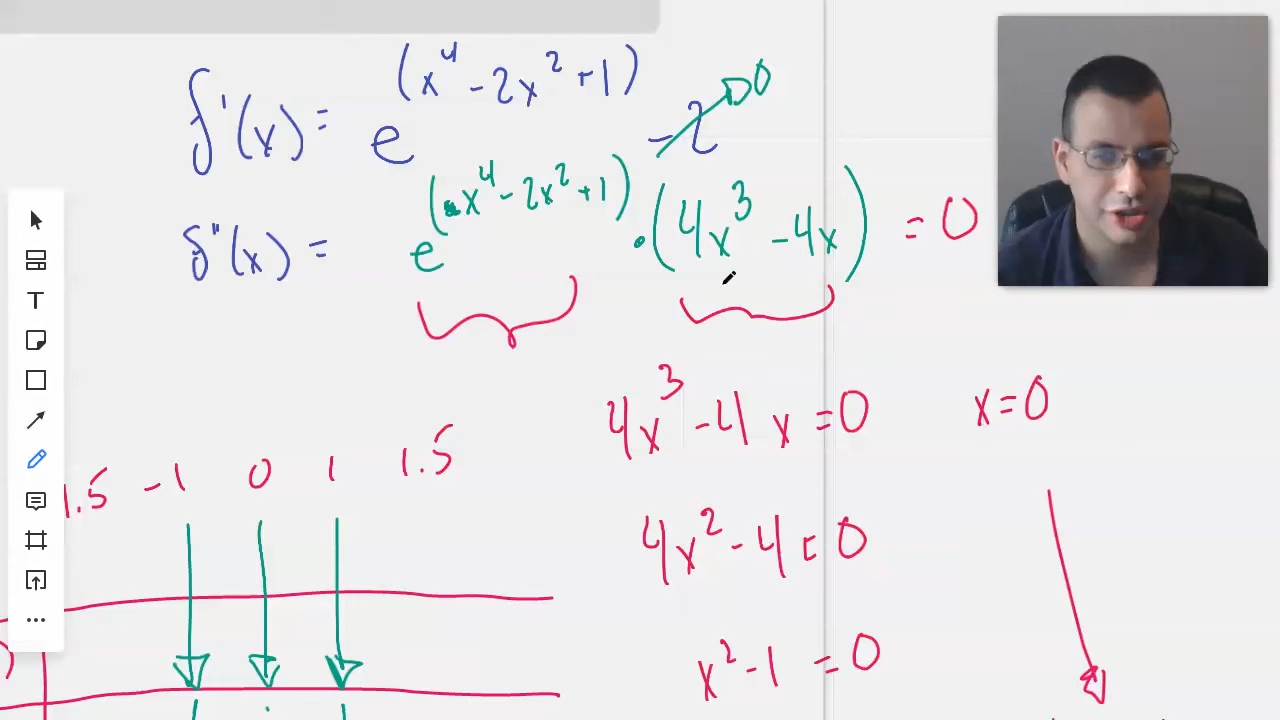 f'(x) = e^(x^4 - 2x^2 + 1) - 2 0
f''(x) = e^(x^4 - 2x^2 + 1) · (4x^3 - 4x) = 0
4x^3 - 4x = 0 x = 0
1.5 -1 0 1 1.5
4x^2 - 4 = 0
x^2 - 1 = 0
T